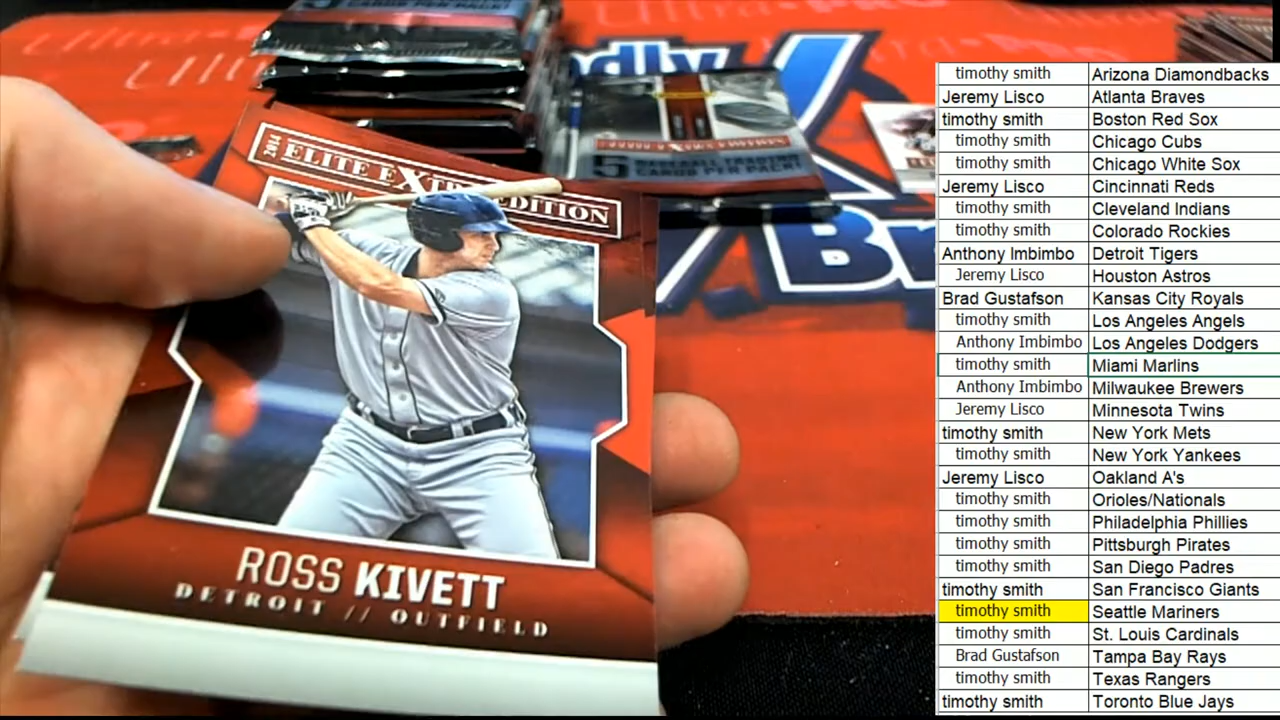 5 BASEBALL TRADING
CARDS PER PACK!
2014
ELITE EXTRA EDITION
ROSS KIVETT
DETROIT // OUTFIELD
timothy smith Arizona Diamondbacks
Jeremy Lisco Atlanta Braves
timothy smith Boston Red Sox
timothy smith Chicago Cubs
timothy smith Chicago White Sox
Jeremy Lisco Cincinnati Reds
timothy smith Cleveland Indians
timothy smith Colorado Rockies
Anthony Imbimbo Detroit Tigers
Jeremy Lisco Houston Astros
Brad Gustafson Kansas City Royals
timothy smith Los Angeles Angels
Anthony Imbimbo Los Angeles Dodgers
timothy smith Miami Marlins
Anthony Imbimbo Milwaukee Brewers
Jeremy Lisco Minnesota Twins
timothy smith New York Mets
timothy smith New York Yankees
Jeremy Lisco Oakland A's
timothy smith Orioles/Nationals
timothy smith Philadelphia Phillies
timothy smith Pittsburgh Pirates
timothy smith San Diego Padres
timothy smith San Francisco Giants
timothy smith Seattle Mariners
timothy smith St. Louis Cardinals
Brad Gustafson Tampa Bay Rays
timothy smith Texas Rangers
timothy smith Toronto Blue Jays